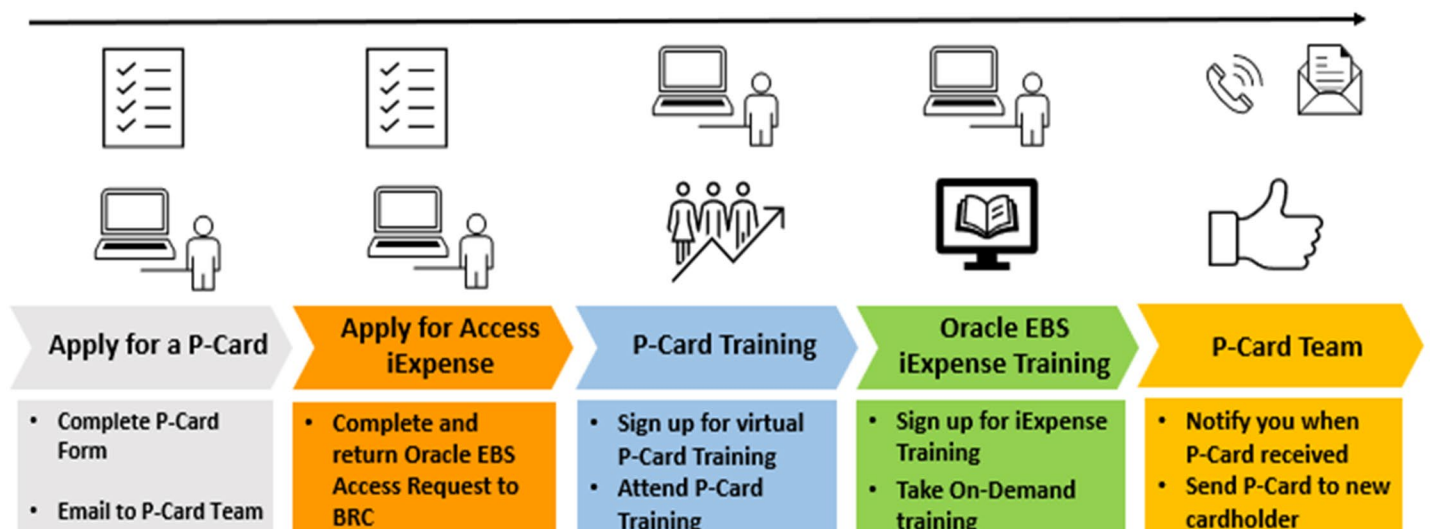 Apply for a P-Card
Apply for Access
iExpense
P-Card Training
Oracle EBS
iExpense Training
P-Card Team
• Complete P-Card
Form
• Email to P-Card Team
• Complete and
return Oracle EBS
Access Request to
BRC
• Sign up for virtual
P-Card Training
• Attend P-Card
Training
• Sign up for iExpense
Training
• Take On-Demand
training
• Notify you when
P-Card received
• Send P-Card to new
cardholder